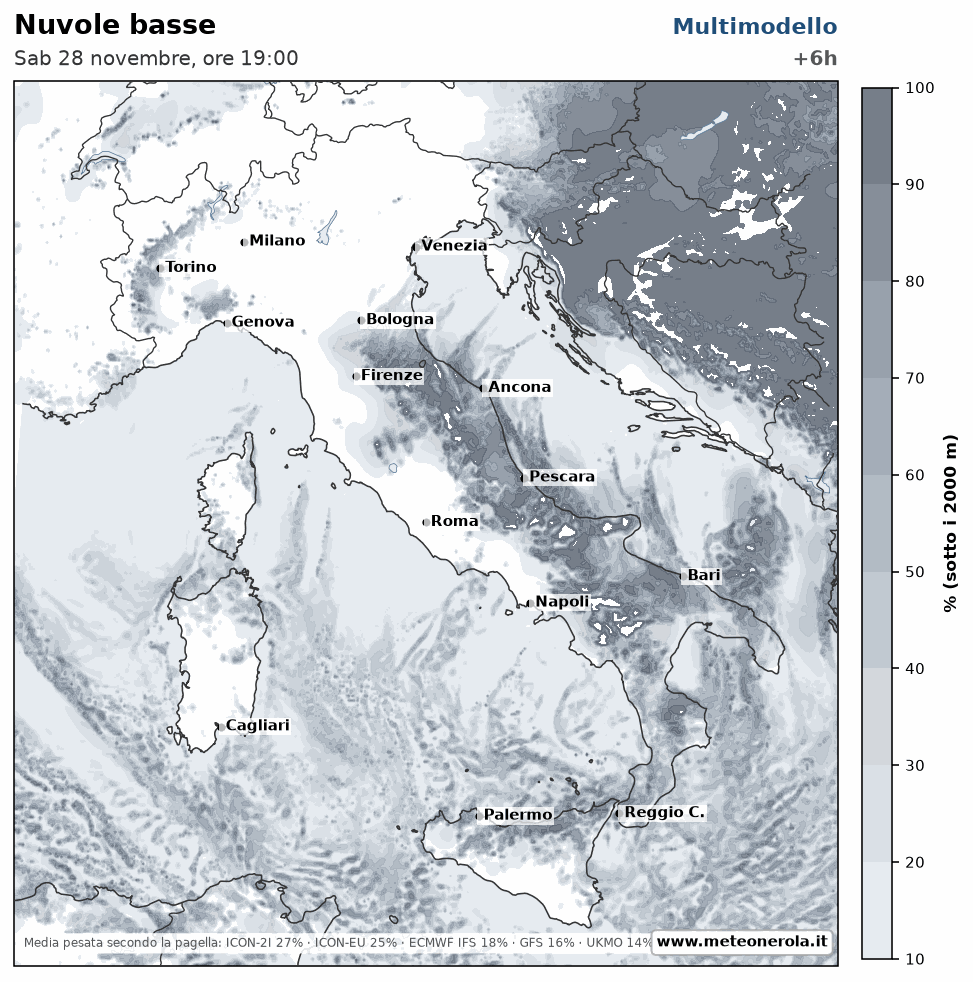 Nuvole basse
Multimodello
Sab 28 novembre, ore 19:00
+6h
Milano
Venezia
Torino
Genova
Bologna
Firenze
Ancona
Pescara
Roma
Bari
Napoli
Cagliari
Palermo
Reggio C.
100
90
80
70
60
50
40
30
20
10
% (sotto i 2000 m)
Media pesata secondo la pagella: ICON-2I 27% · ICON-EU 25% · ECMWF IFS 18% · GFS 16% · UKMO 14%
www.meteonerola.it